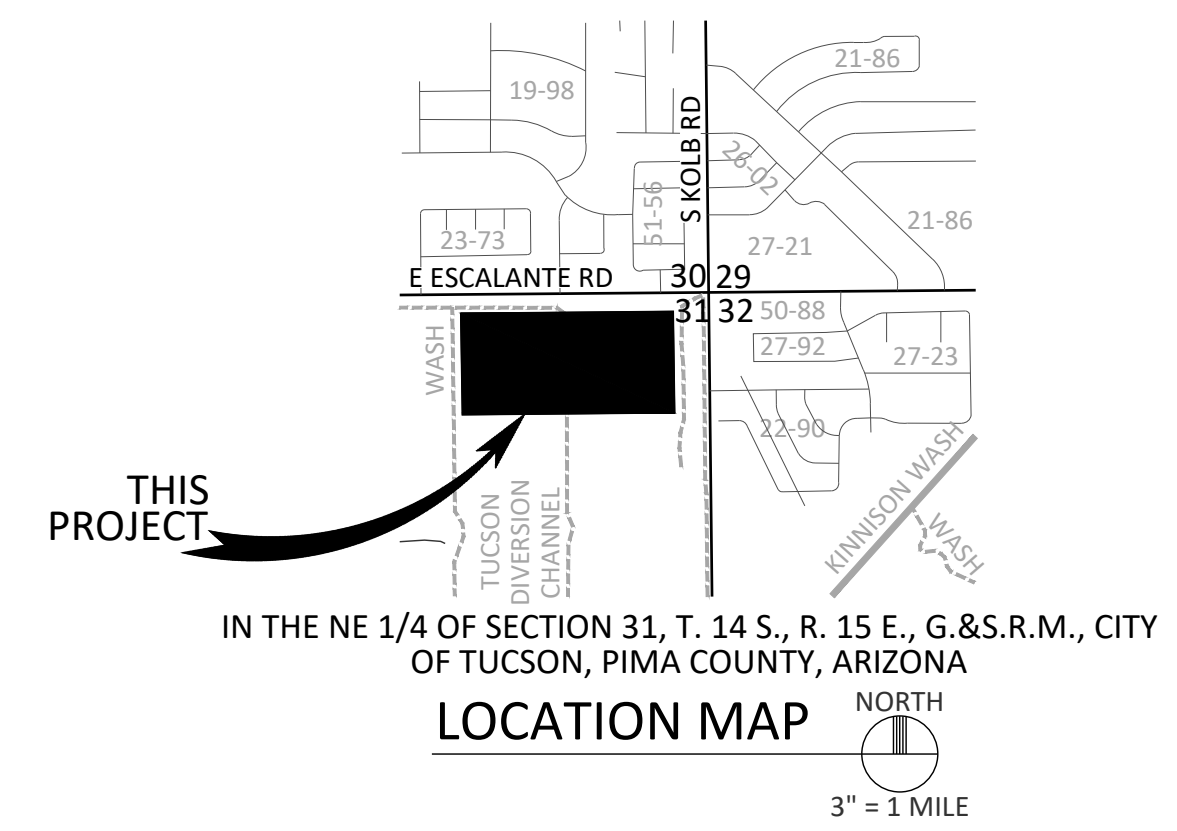 21-86
19-98
S KOLB RD
26-02
51-56
21-86
23-73
27-21
E ESCALANTE RD
30 29
31 32
50-88
WASH
27-92
27-23
22-90
THIS
PROJECT
TUCSON
DIVERSION
CHANNEL
KINNISON WASH
WASH
IN THE NE 1/4 OF SECTION 31, T. 14 S., R. 15 E., G.&S.R.M., CITY
OF TUCSON, PIMA COUNTY, ARIZONA
LOCATION MAP
NORTH
3" = 1 MILE